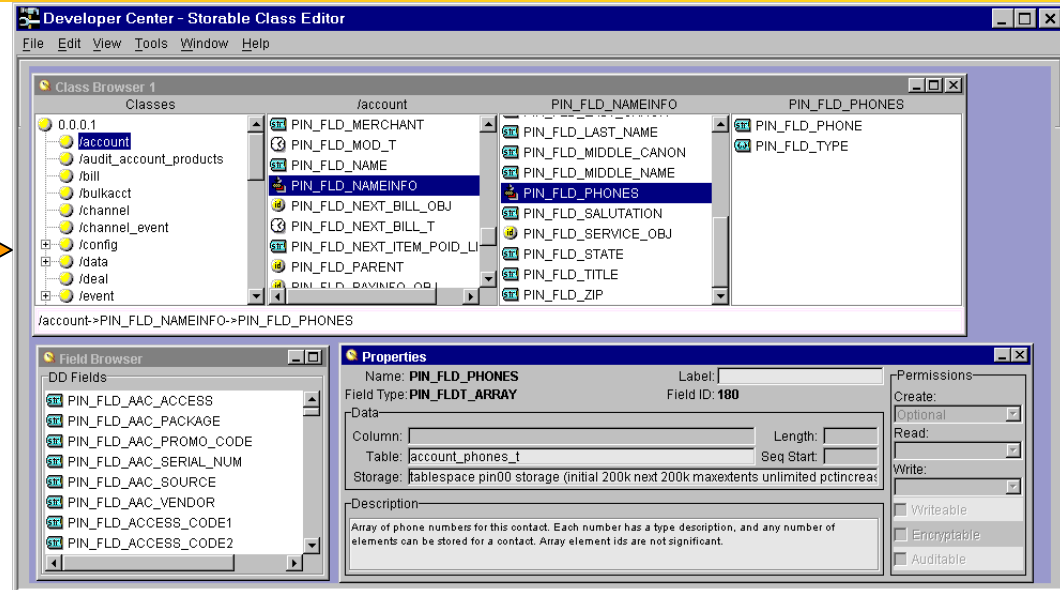 Developer Center - Storable Class Editor
File Edit View Tools Window Help
Class Browser 1
Classes /account PIN_FLD_NAMEINFO PIN_FLD_PHONES
0.0.0.1
/account
/audit_account_products
/bill
/bulkacct
/channel
/channel_event
/config
/data
/deal
/event
PIN_FLD_MERCHANT
PIN_FLD_MOD_T
PIN_FLD_NAME
PIN_FLD_NAMEINFO
PIN_FLD_NEXT_BILL_OBJ
PIN_FLD_NEXT_BILL_T
PIN_FLD_NEXT_ITEM_POID_LI
PIN_FLD_PARENT
PIN_FLD_PAYINFO_OBJ
PIN_FLD_LAST_CANON
PIN_FLD_LAST_NAME
PIN_FLD_MIDDLE_CANON
PIN_FLD_MIDDLE_NAME
PIN_FLD_PHONES
PIN_FLD_SALUTATION
PIN_FLD_SERVICE_OBJ
PIN_FLD_STATE
PIN_FLD_TITLE
PIN_FLD_ZIP
PIN_FLD_PHONE
PIN_FLD_TYPE
/account->PIN_FLD_NAMEINFO->PIN_FLD_PHONES
Field Browser
DD Fields
PIN_FLD_AAC_ACCESS
PIN_FLD_AAC_PACKAGE
PIN_FLD_AAC_PROMO_CODE
PIN_FLD_AAC_SERIAL_NUM
PIN_FLD_AAC_SOURCE
PIN_FLD_AAC_VENDOR
PIN_FLD_ACCESS_CODE1
PIN_FLD_ACCESS_CODE2
Properties
Name: PIN_FLD_PHONES Label:
Field Type: PIN_FLDT_ARRAY Field ID: 180
Data
Column: Length:
Table: account_phones_t Seq Start:
Storage: tablespace pin00 storage (initial 200k next 200k maxextents unlimited pctincreas
Description
Array of phone numbers for this contact. Each number has a type description, and any number of
elements can be stored for a contact. Array element ids are not significant.
Permissions
Create:
Optional
Read:
Write:
Writeable
Encryptable
Auditable